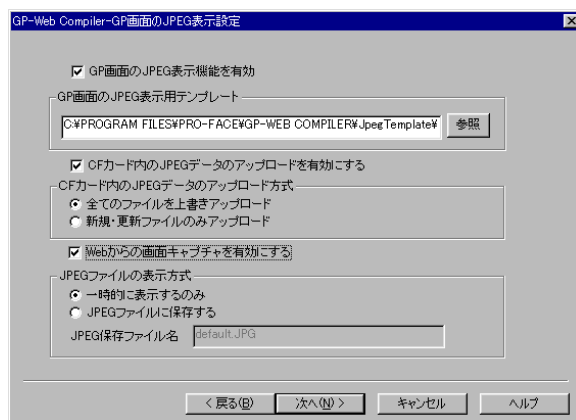 GP-Web Compiler-GP画面のJPEG表示設定
GP画面のJPEG表示機能を有効
GP画面のJPEG表示用テンプレート
C:¥PROGRAM FILES¥PRO-FACE¥GP-WEB COMPILER¥JpegTemplate¥
参照
CFカード内のJPEGデータのアップロードを有効にする
CFカード内のJPEGデータのアップロード方式
全てのファイルを上書きアップロード
新規・更新ファイルのみアップロード
Webからの画面キャプチャを有効にする
JPEGファイルの表示方式
一時的に表示するのみ
JPEGファイルに保存する
JPEG保存ファイル名 default.JPG
< 戻る(B) 次へ(N) > キャンセル ヘルプ